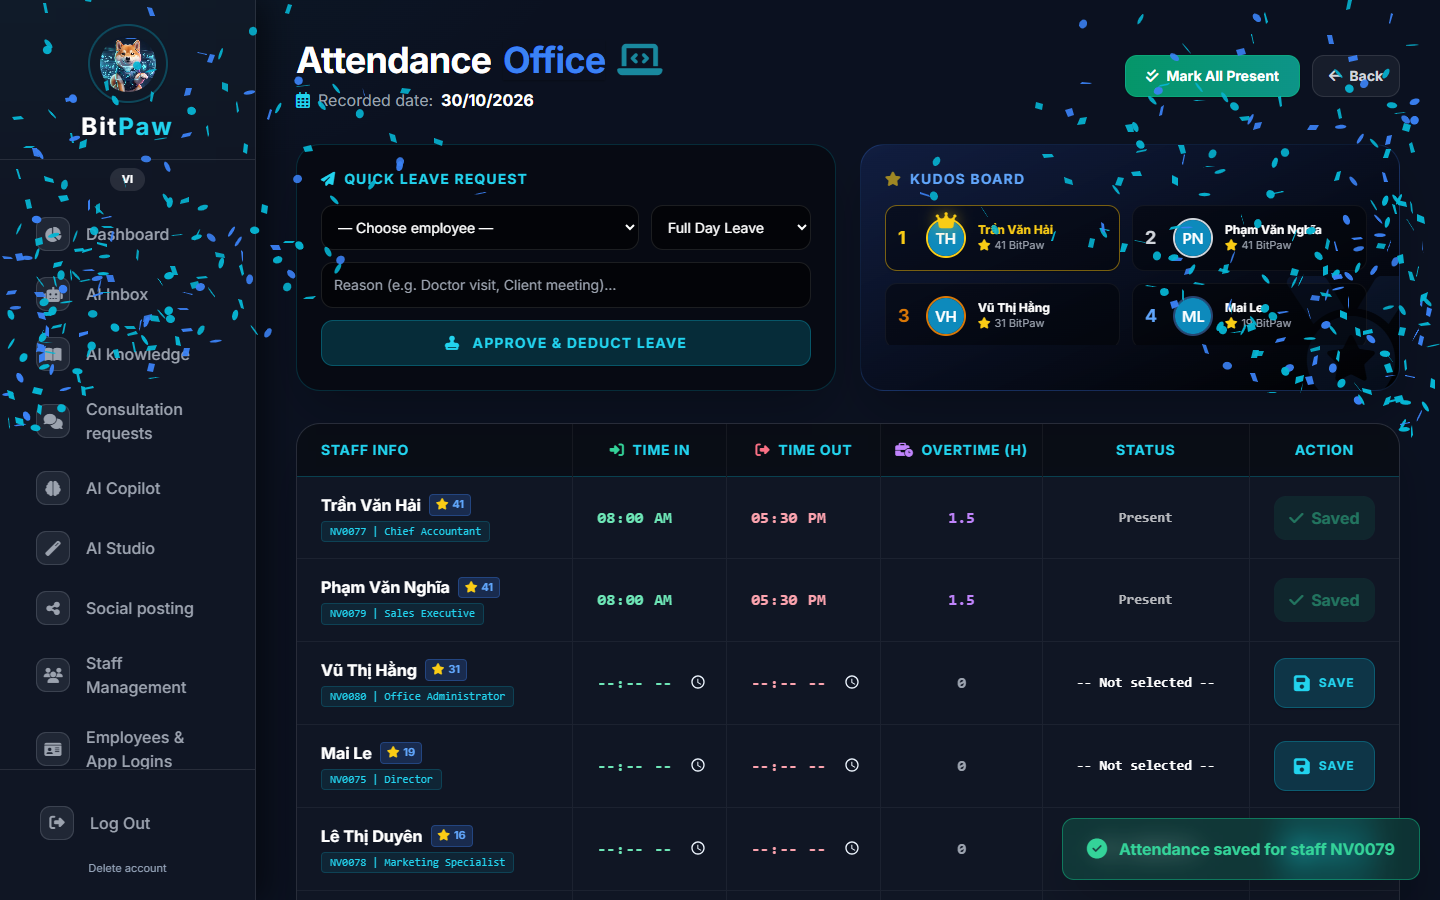 BitPaw
VI
Dashboard
AI Inbox
AI knowledge
Consultation
requests
AI Copilot
AI Studio
Social posting
Staff
Management
Employees &
App Logins
Log Out
Delete account
Attendance Office
Recorded date: 30/10/2026
Mark All Present
Back
QUICK LEAVE REQUEST
— Choose employee —
Full Day Leave
Reason (e.g. Doctor visit, Client meeting)...
APPROVE & DEDUCT LEAVE
KUDOS BOARD
1 TH Trần Văn Hải
41 BitPaw
2 PN Phạm Văn Nghĩa
41 BitPaw
3 VH Vũ Thị Hằng
31 BitPaw
4 ML Mai Le
19 BitPaw
STAFF INFO TIME IN TIME OUT OVERTIME (H) STATUS ACTION
Trần Văn Hải 41
NV0077 | Chief Accountant
08:00 AM 05:30 PM 1.5 Present Saved
Phạm Văn Nghĩa 41
NV0079 | Sales Executive
08:00 AM 05:30 PM 1.5 Present Saved
Vũ Thị Hằng 31
NV0080 | Office Administrator
--:-- -- --:-- -- 0 -- Not selected -- SAVE
Mai Le 19
NV0075 | Director
--:-- -- --:-- -- 0 -- Not selected -- SAVE
Lê Thị Duyên 16
NV0078 | Marketing Specialist
--:-- -- --:-- -- 0
Attendance saved for staff NV0079